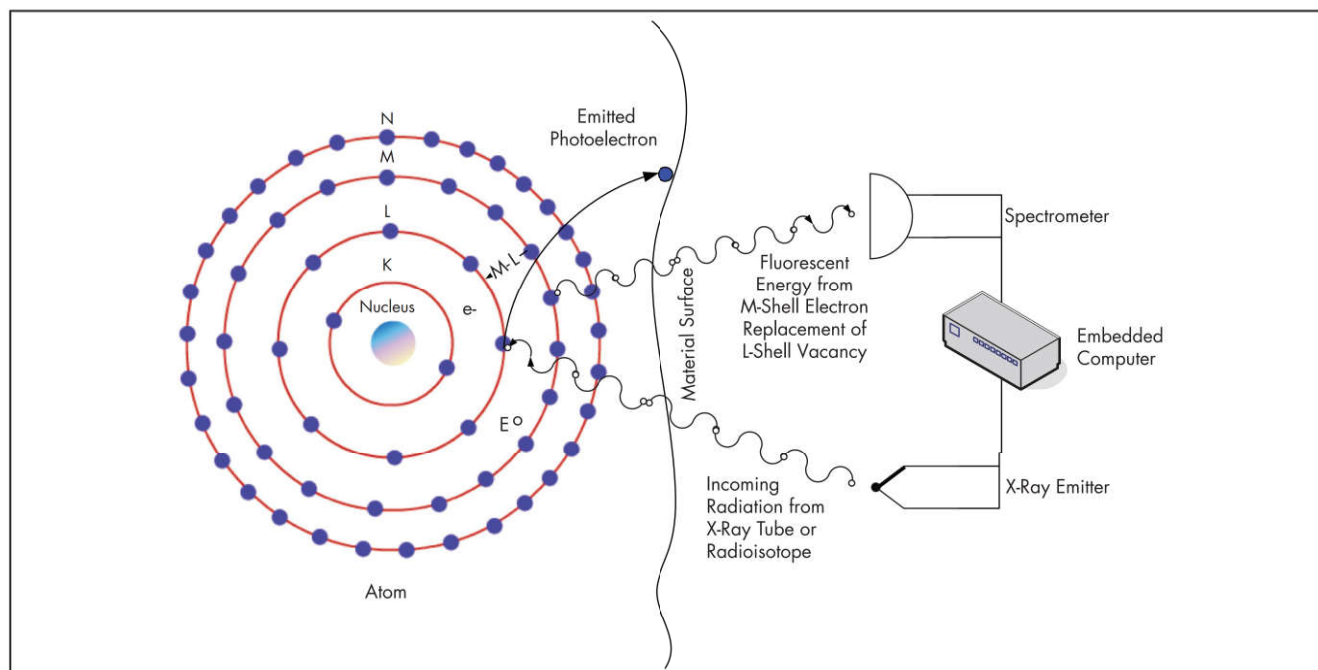 N
M
L
K
Nucleus
e-
M-L
E
Atom
Emitted
Photoelectron
Material Surface
Fluorescent
Energy from
M-Shell Electron
Replacement of
L-Shell Vacancy
Incoming
Radiation from
X-Ray Tube or
Radioisotope
Spectrometer
Embedded
Computer
X-Ray Emitter